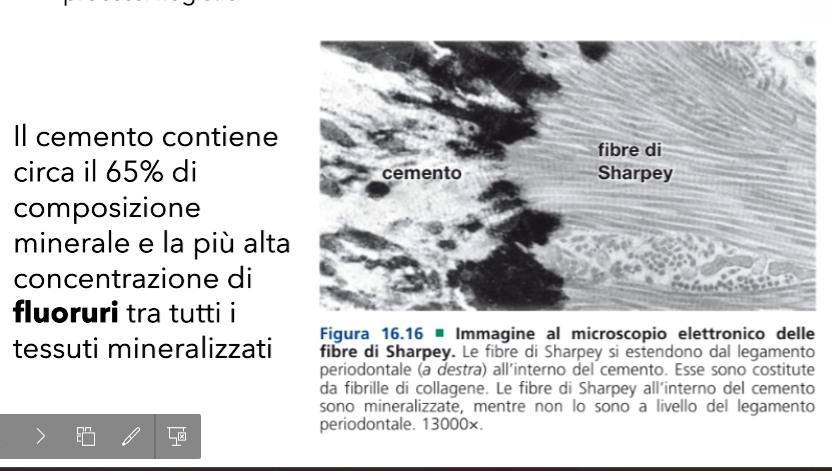 Il cemento contiene
circa il 65% di
composizione
minerale e la più alta
concentrazione di
fluoruri tra tutti i
tessuti mineralizzati
cemento
fibre di
Sharpey
Figura 16.16 ■ Immagine al microscopio elettronico delle
fibre di Sharpey. Le fibre di Sharpey si estendono dal legamento
periodontale (a destra) all'interno del cemento. Esse sono costituite
da fibrille di collagene. Le fibre di Sharpey all'interno del cemento
sono mineralizzate, mentre non lo sono a livello del legamento
periodontale. 13000×.